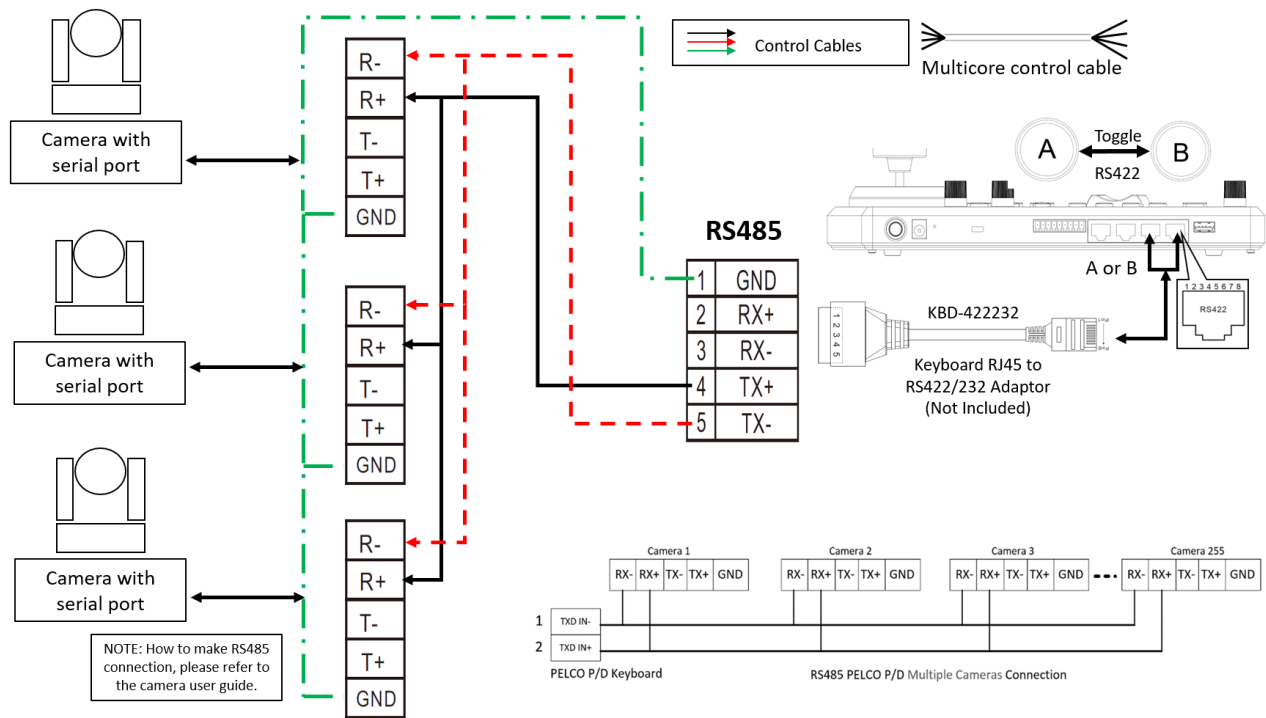 Camera with
serial port
Camera with
serial port
Camera with
serial port
NOTE: How to make RS485
connection, please refer to
the camera user guide.
R-
R+
T-
T+
GND
R-
R+
T-
T+
GND
R-
R+
T-
T+
GND
RS485
1 GND
2 RX+
3 RX-
4 TX+
5 TX-
Control Cables
Multicore control cable
A
Toggle
B
RS422
A or B
1 2 3 4 5 6 7 8
RS422
KBD-422232
1 2 3 4 5
Keyboard RJ45 to
RS422/232 Adaptor
(Not Included)
Camera 1
RX- RX+ TX- TX+ GND
Camera 2
RX- RX+ TX- TX+ GND
Camera 3
RX- RX+ TX- TX+ GND
Camera 255
RX- RX+ TX- TX+ GND
1 TXD IN-
2 TXD IN+
PELCO P/D Keyboard
RS485 PELCO P/D Multiple Cameras Connection